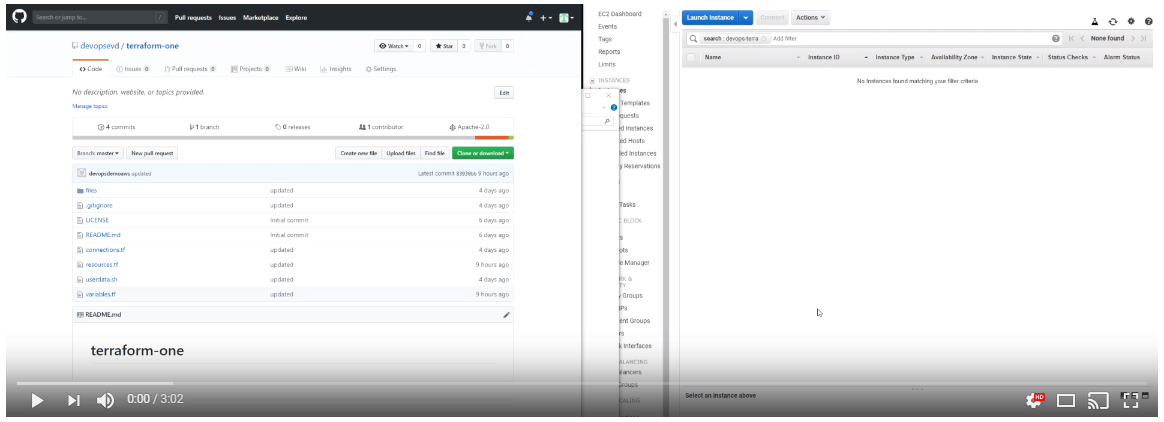 Search or jump to... /
Pull requests Issues Marketplace Explore
devopsevd / terraform-one
Watch 0 Star 0 Fork 0
Code Issues 0 Pull requests 0 Projects 0 Wiki Insights Settings
No description, website, or topics provided.
Edit
Manage topics
4 commits 1 branch 0 releases 1 contributor Apache-2.0
Branch: master New pull request
Create new file Upload files Find file Clone or download
devopsdemoaws updated
Latest commit 9 hours ago
files updated 4 days ago
.gitignore updated 4 days ago
LICENSE Initial commit 6 days ago
README.md Initial commit 6 days ago
connections.tf updated 4 days ago
resources.tf updated 9 hours ago
userdata.sh updated 4 days ago
variables.tf updated 9 hours ago
README.md
terraform-one
EC2 Dashboard
Events
Tags
Reports
Limits
INSTANCES
Templates
quests
d Instances
ed Hosts
led Instances
y Reservations
Tasks
C BLOCK
e Manager
RK &
TY
y Groups
IPs
ent Groups
k Interfaces
ALANCING
alancers
Groups
CALING
Launch Instance Connect Actions
search : devops-terra Add filter
None found
Name Instance ID Instance Type Availability Zone Instance State Status Checks Alarm Status
No Instances found matching your filter criteria
Select an instance above
0:00 / 3:02
HD